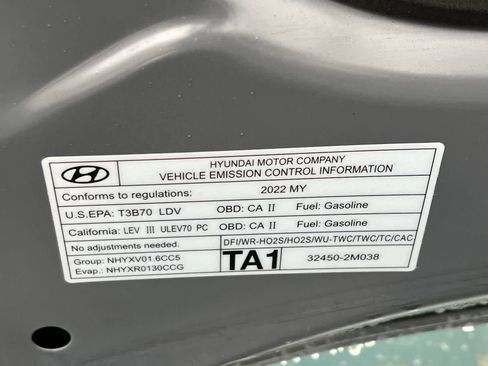 HYUNDAI MOTOR COMPANY
VEHICLE EMISSION CONTROL INFORMATION
Conforms to regulations: 2022 MY
U.S.EPA: T3B70 LDV OBD: CA II Fuel: Gasoline
California: LEV III ULEV70 PC OBD: CA II Fuel: Gasoline
No adjustments needed. DFI/WR-HO2S/HO2S/WU-TWC/TWC/TC/CAC
Group: NHYXV01.6CC5
Evap.: NHYXR0130CCG
TA1 32450-2M038